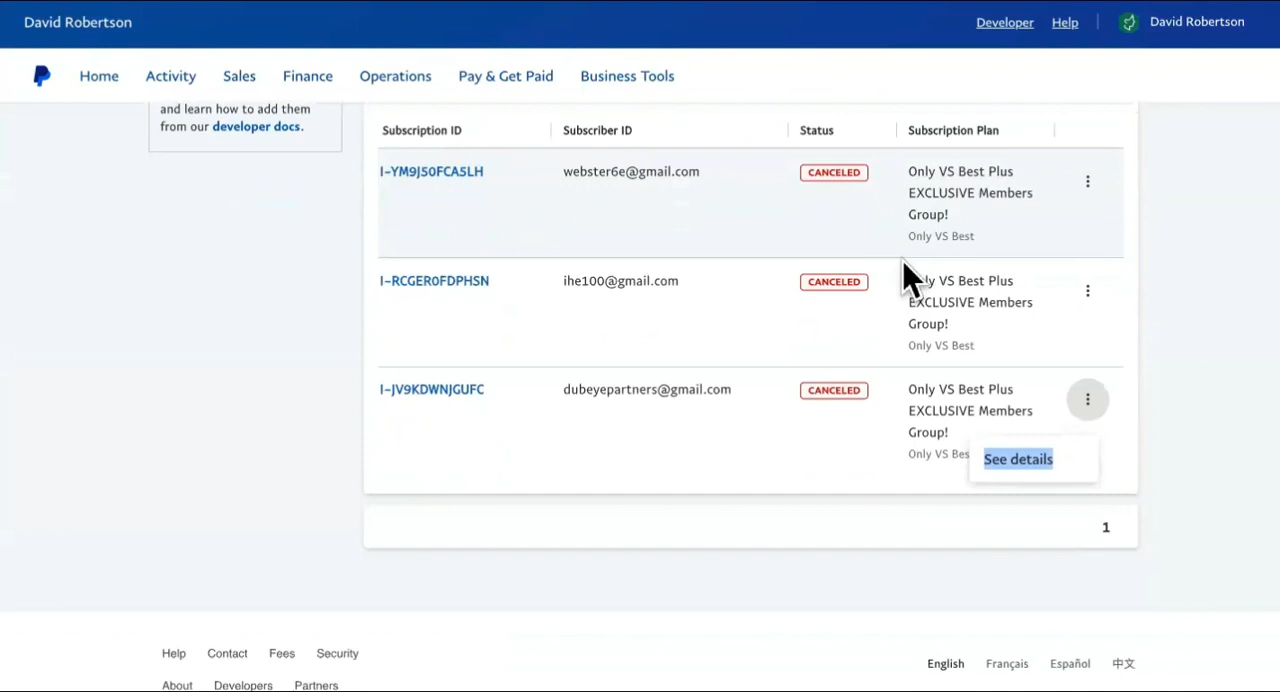 David Robertson
Developer Help David Robertson
Home Activity Sales Finance Operations Pay & Get Paid Business Tools
and learn how to add them
from our developer docs.
Subscription ID Subscriber ID Status Subscription Plan
I-YM9J50FCA5LH webster6e@gmail.com CANCELED Only VS Best Plus
EXCLUSIVE Members
Group!
Only VS Best
I-RCGER0FDPHSN ihe100@gmail.com CANCELED Only VS Best Plus
EXCLUSIVE Members
Group!
Only VS Best
I-JV9KDWNJGUFC dubeyepartners@gmail.com CANCELED Only VS Best Plus
EXCLUSIVE Members
Group!
Only VS Bes
See details
1
Help Contact Fees Security
English Français Español 中文
About Developers Partners